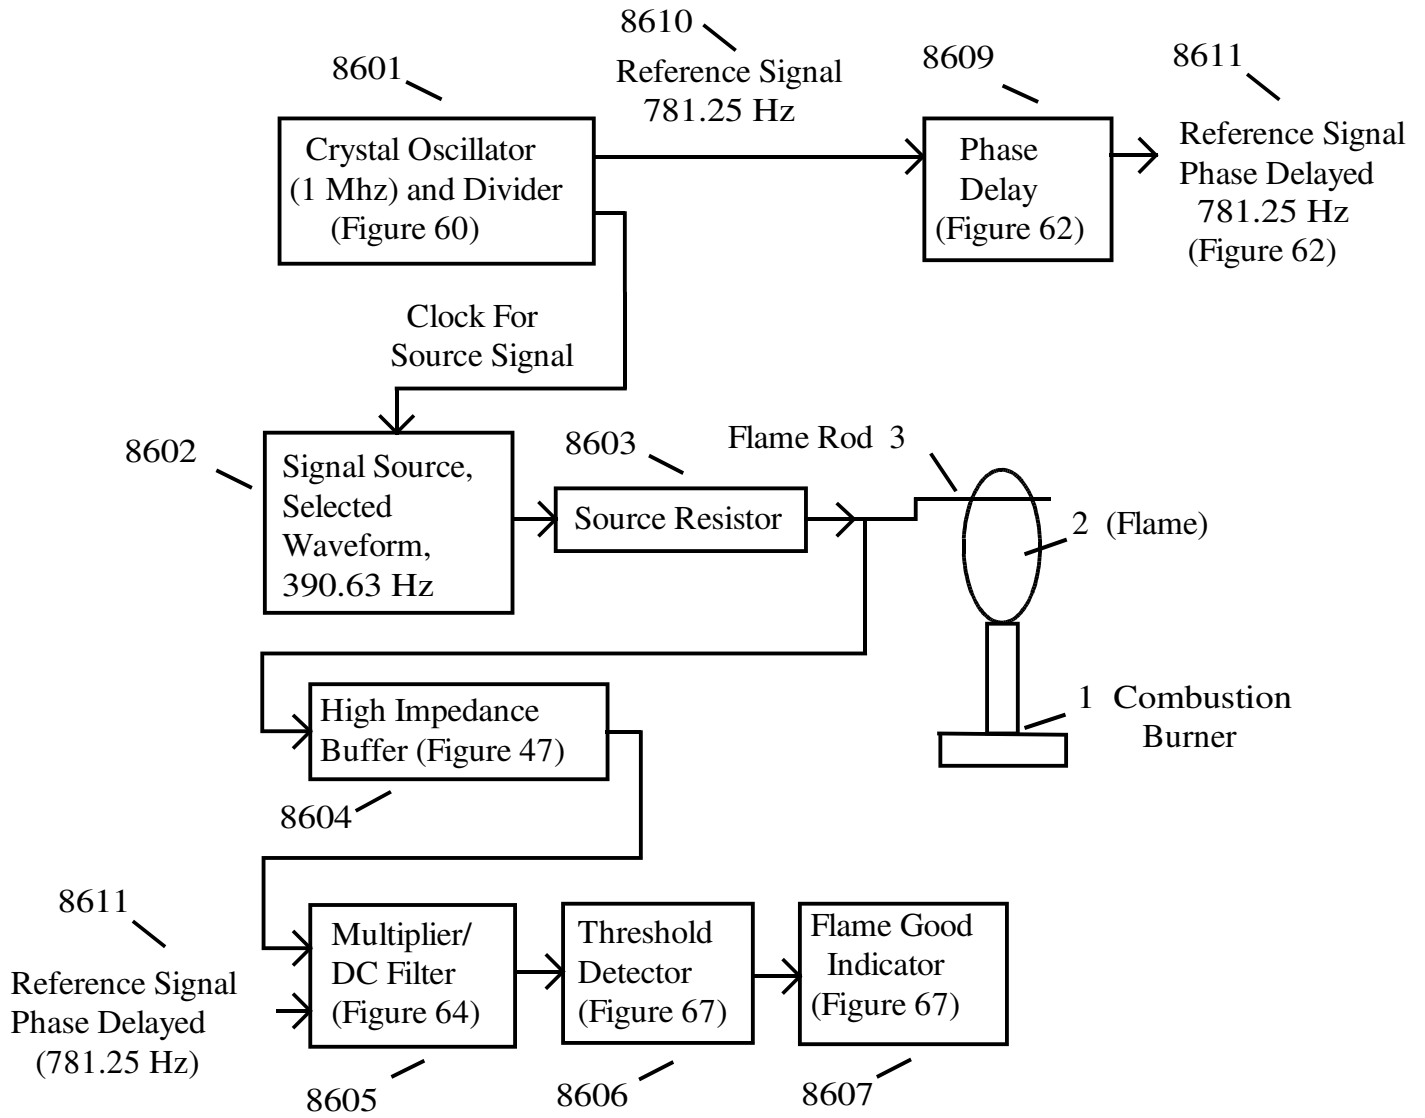 8610
Reference Signal
781.25 Hz
8601
Crystal Oscillator
(1 Mhz) and Divider
(Figure 60)
8609
Phase
Delay
(Figure 62)
8611
Reference Signal
Phase Delayed
781.25 Hz
(Figure 62)
Clock For
Source Signal
8602
Signal Source,
Selected
Waveform,
390.63 Hz
8603
Source Resistor
Flame Rod 3
2 (Flame)
1 Combustion
Burner
High Impedance
Buffer (Figure 47)
8604
8611
Reference Signal
Phase Delayed
(781.25 Hz)
Multiplier/
DC Filter
(Figure 64)
8605
Threshold
Detector
(Figure 67)
8606
Flame Good
Indicator
(Figure 67)
8607